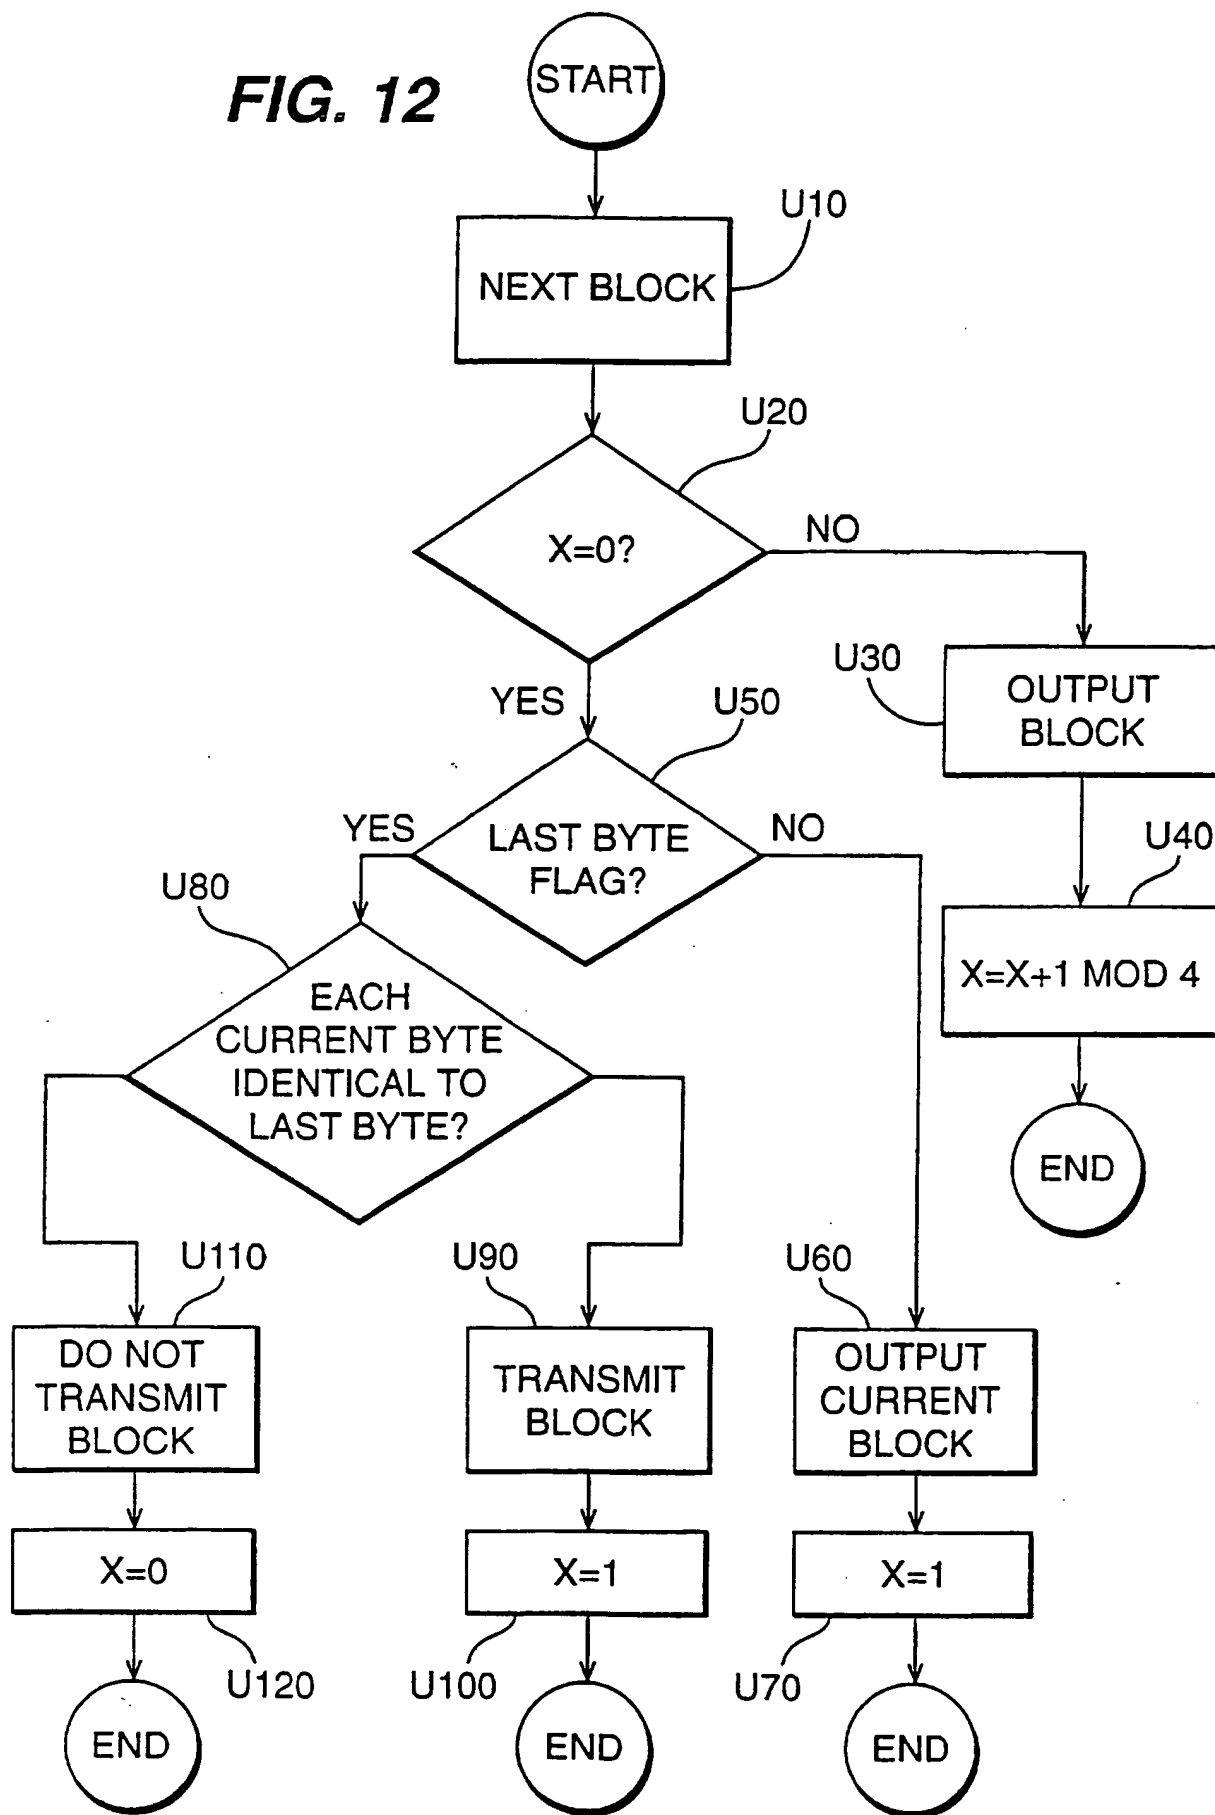 FIG. 12
START
U10
NEXT BLOCK
U20
X=0?
NO
YES
U30
OUTPUT
BLOCK
U50
LAST BYTE
FLAG?
YES
NO
U40
X=X+1 MOD 4
END
U80
EACH
CURRENT BYTE
IDENTICAL TO
LAST BYTE?
U110
DO NOT
TRANSMIT
BLOCK
U90
TRANSMIT
BLOCK
U60
OUTPUT
CURRENT
BLOCK
X=0
X=1
X=1
U120
U100
U70
END
END
END